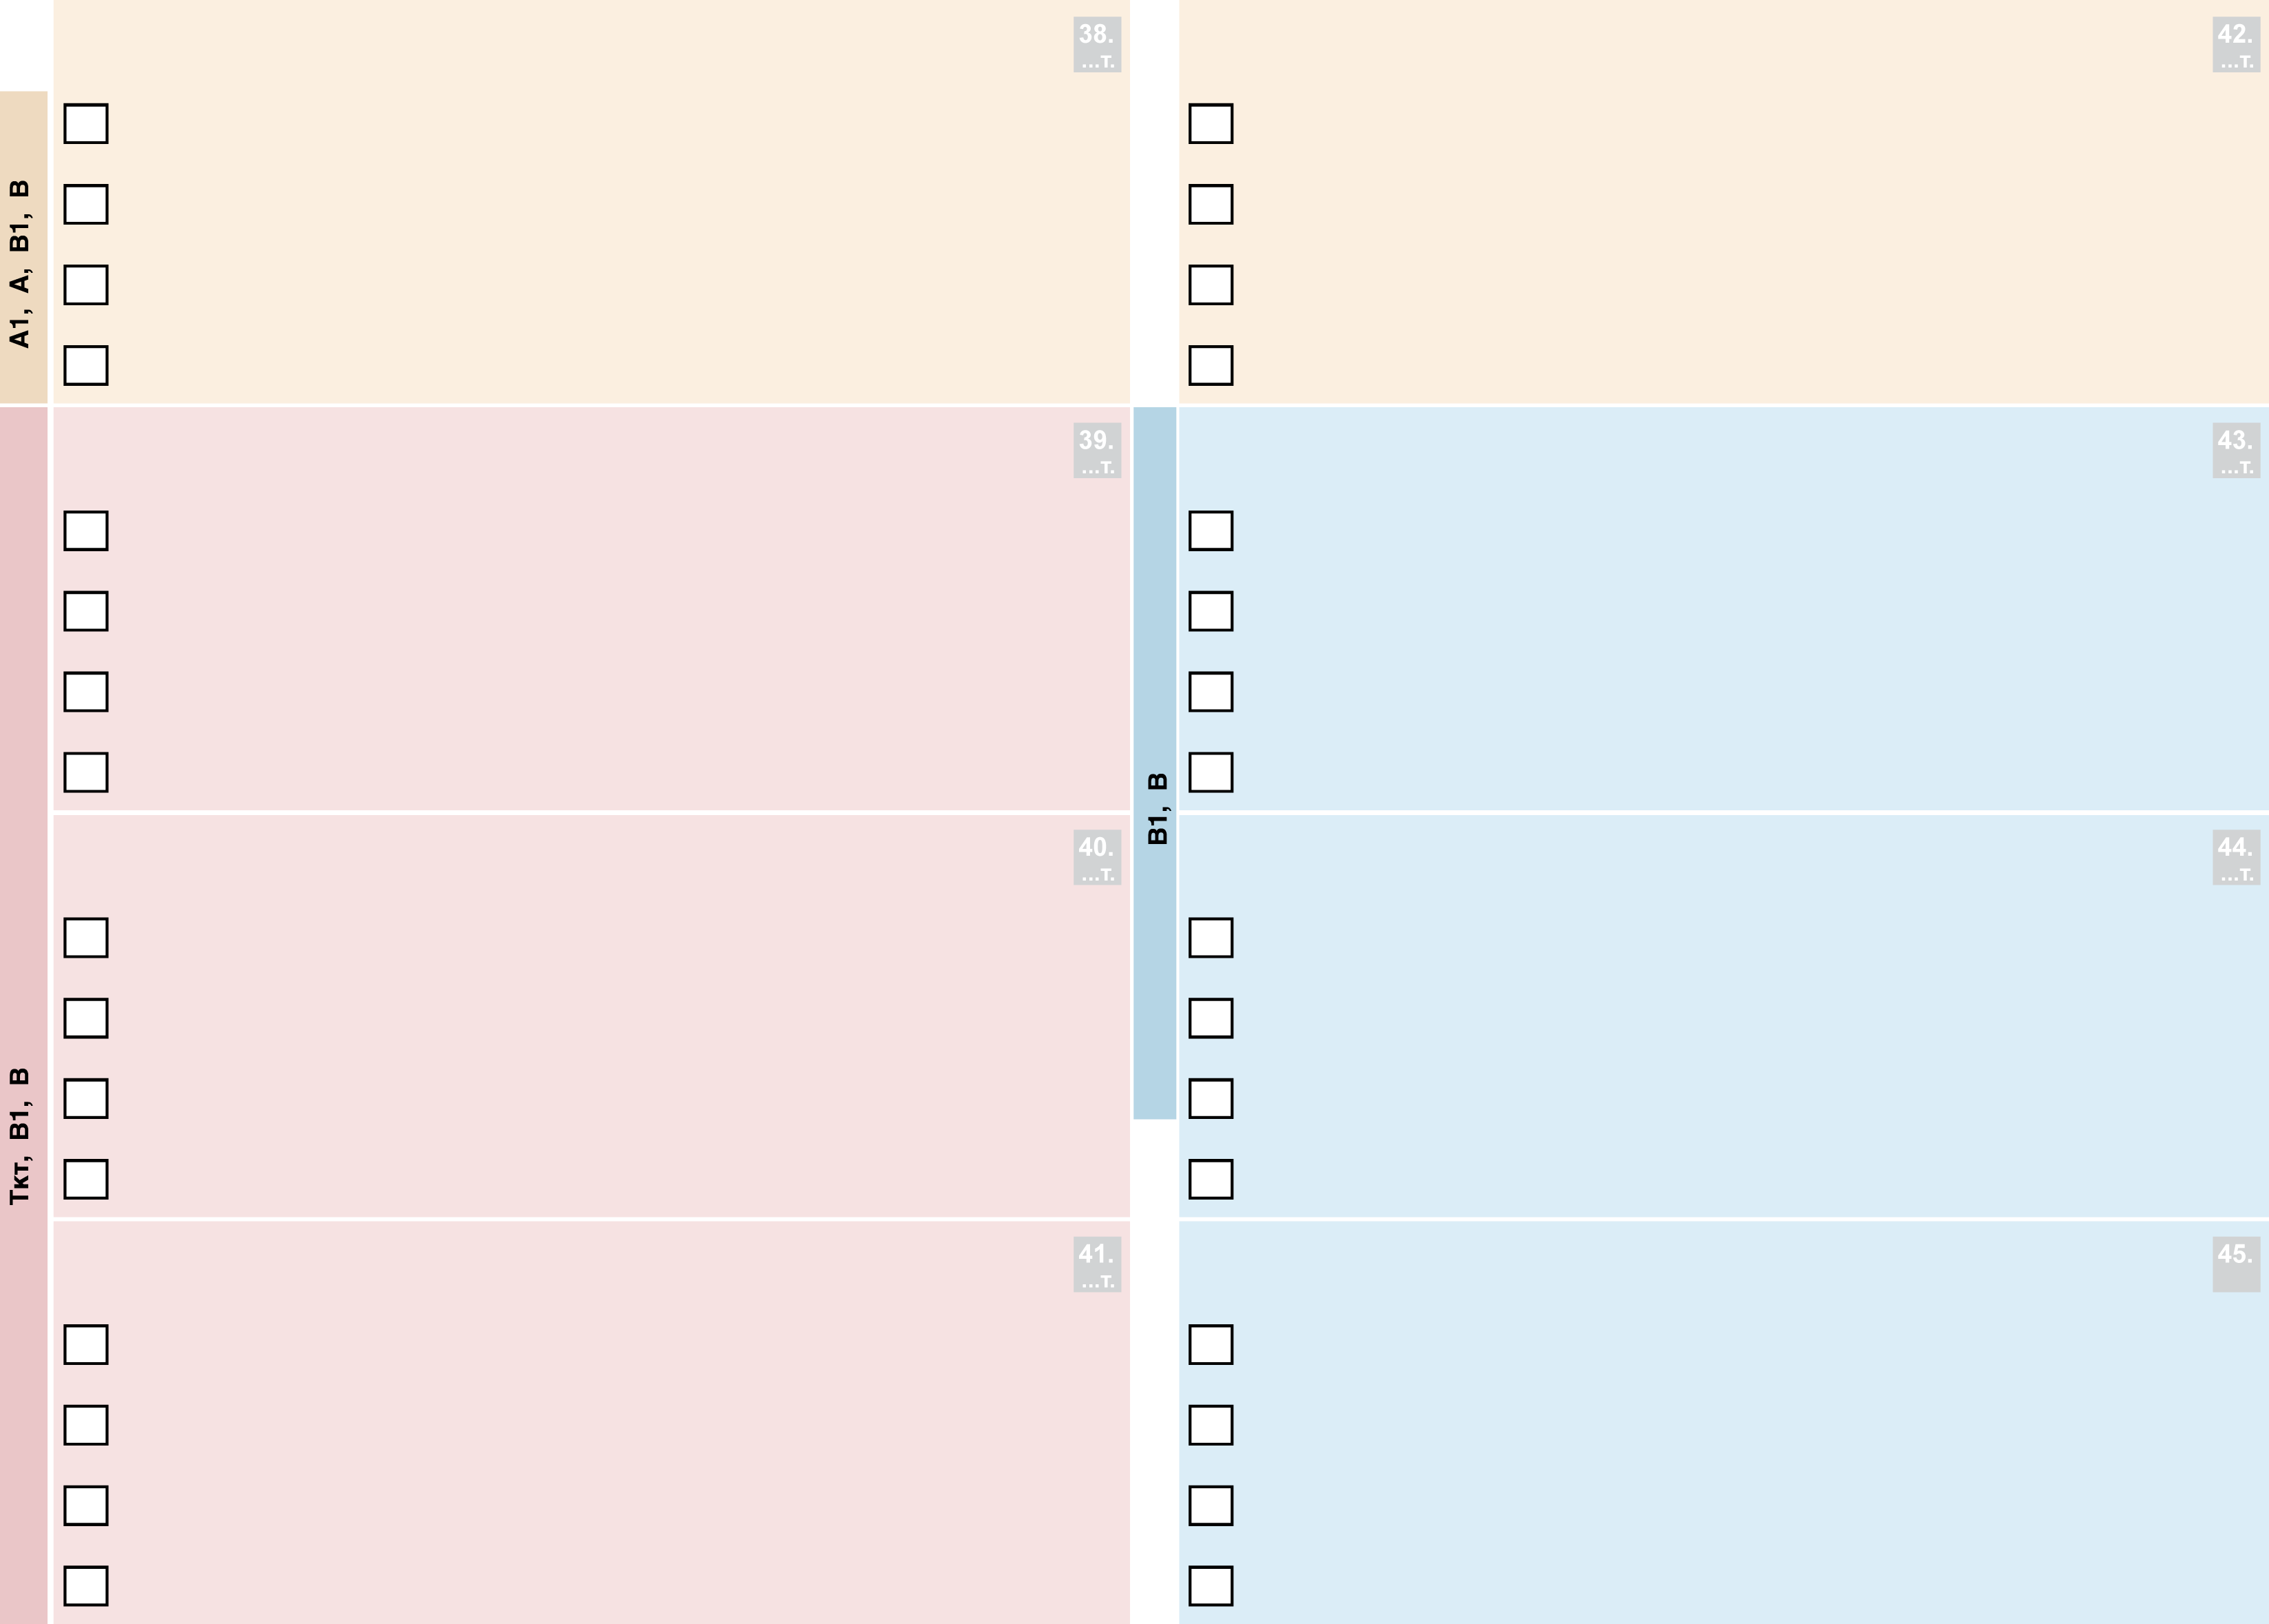 А1, А, В1, В
38.
...т.
Ткт, В1, В
39.
...т.
40.
...т.
41.
...т.
42.
...т.
В1, В
43.
...т.
44.
...т.
45.